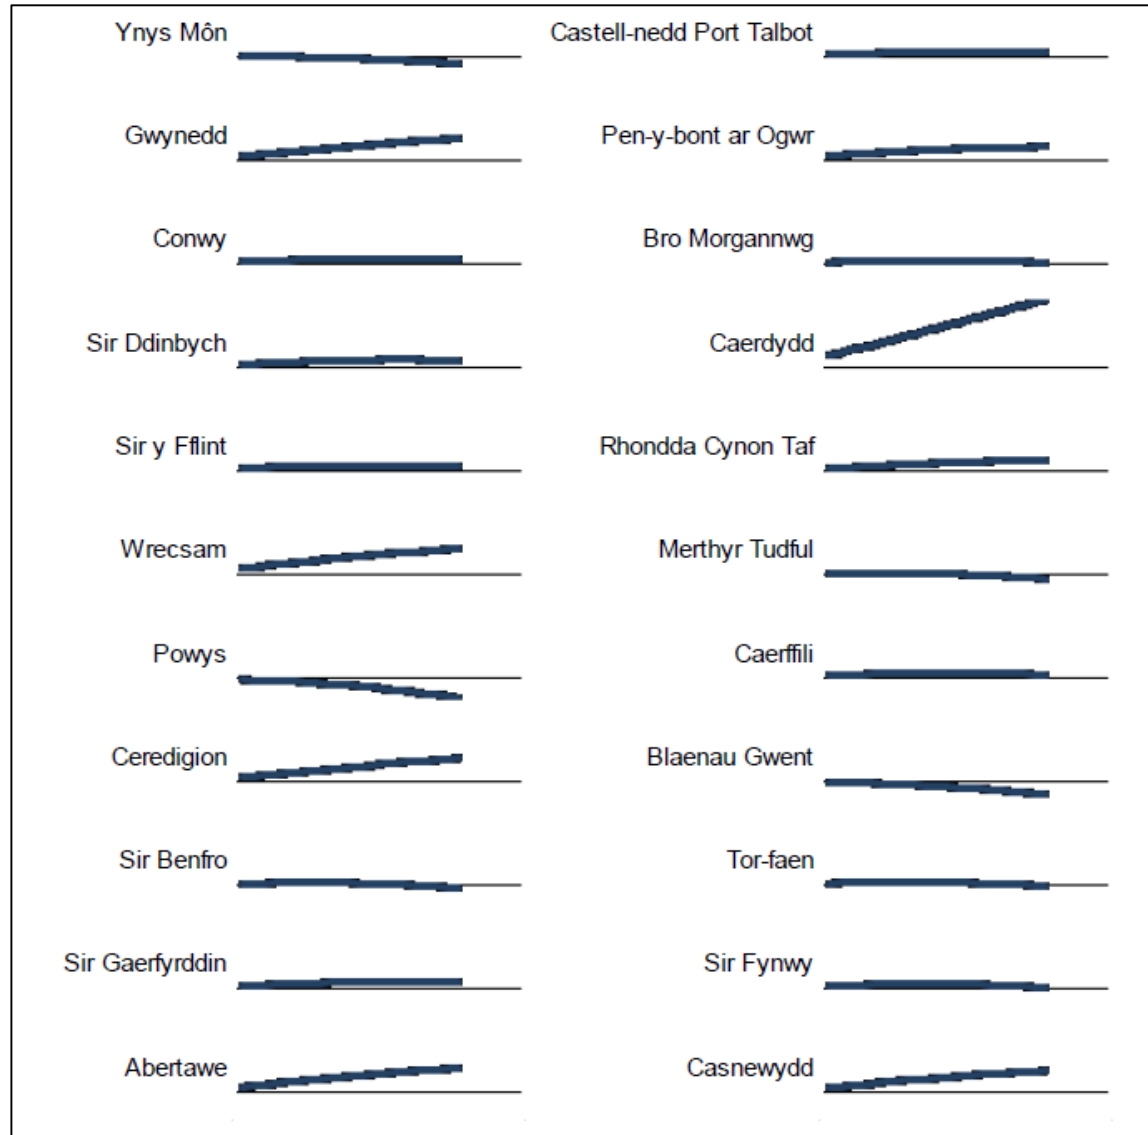 Ynys Môn
Gwynedd
Conwy
Sir Ddinbych
Sir y Fflint
Wrecsam
Powys
Ceredigion
Sir Benfro
Sir Gaerfyrddin
Abertawe
Castell-nedd Port Talbot
Pen-y-bont ar Ogwr
Bro Morgannwg
Caerdydd
Rhondda Cynon Taf
Merthyr Tudful
Caerffili
Blaenau Gwent
Tor-faen
Sir Fynwy
Casnewydd